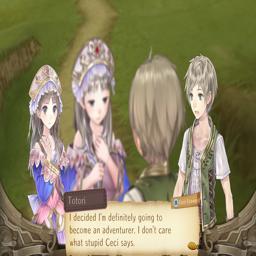 Totori
I decided I'm definitely going to
become an adventurer. I don't care
what stupid Ceci says.